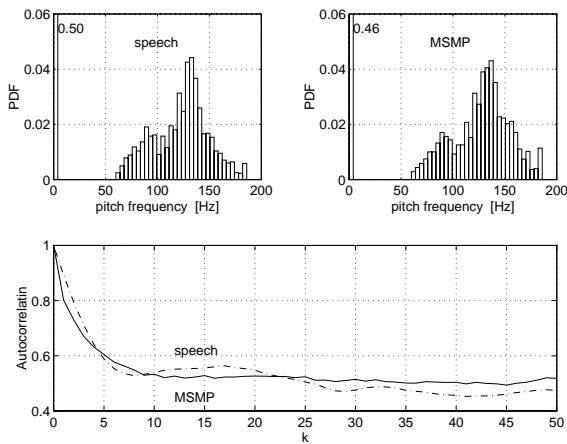 0.06
0.50
speech
0.04
PDF
0.02
0
0 50 100 150 200
pitch frequency [Hz]
0.06
0.46
MSMP
0.04
PDF
0.02
0
0 50 100 150 200
pitch frequency [Hz]
1
0.8
Autocorrelatin
0.6
speech
MSMP
0.4
0 5 10 15 20 25 30 35 40 45 50
k